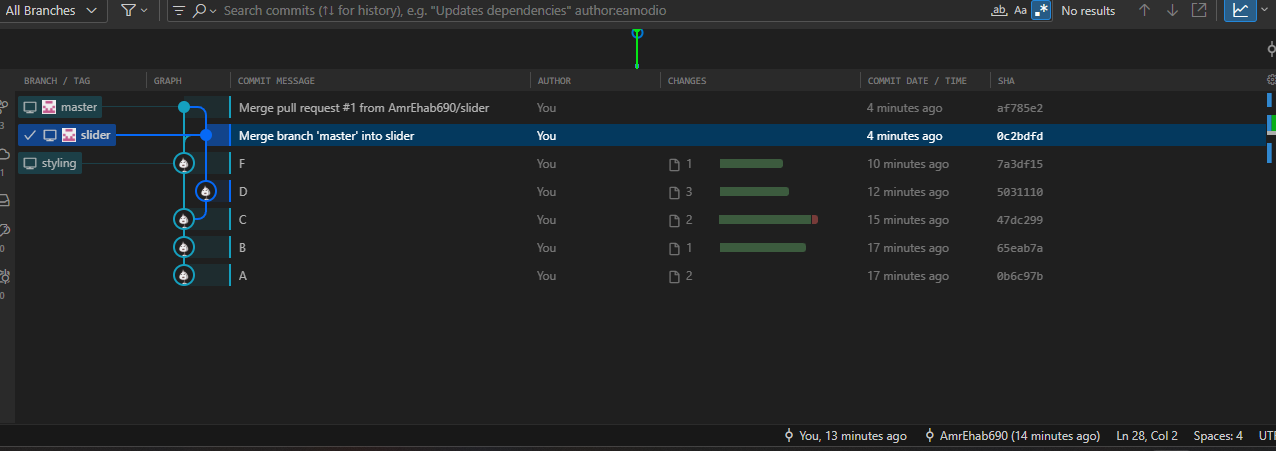 All Branches
Search commits (↑↓ for history), e.g. "Updates dependencies" author:eamodio
ab Aa .* No results
BRANCH / TAG GRAPH COMMIT MESSAGE AUTHOR CHANGES COMMIT DATE / TIME SHA
master Merge pull request #1 from AmrEhab690/slider You 4 minutes ago af785e2
slider Merge branch 'master' into slider You 4 minutes ago 0c2bdfd
styling F You 1 10 minutes ago 7a3df15
D You 3 12 minutes ago 5031110
C You 2 15 minutes ago 47dc299
B You 1 17 minutes ago 65eab7a
A You 2 17 minutes ago 0b6c97b
3
1
0
0
You, 13 minutes ago AmrEhab690 (14 minutes ago) Ln 28, Col 2 Spaces: 4